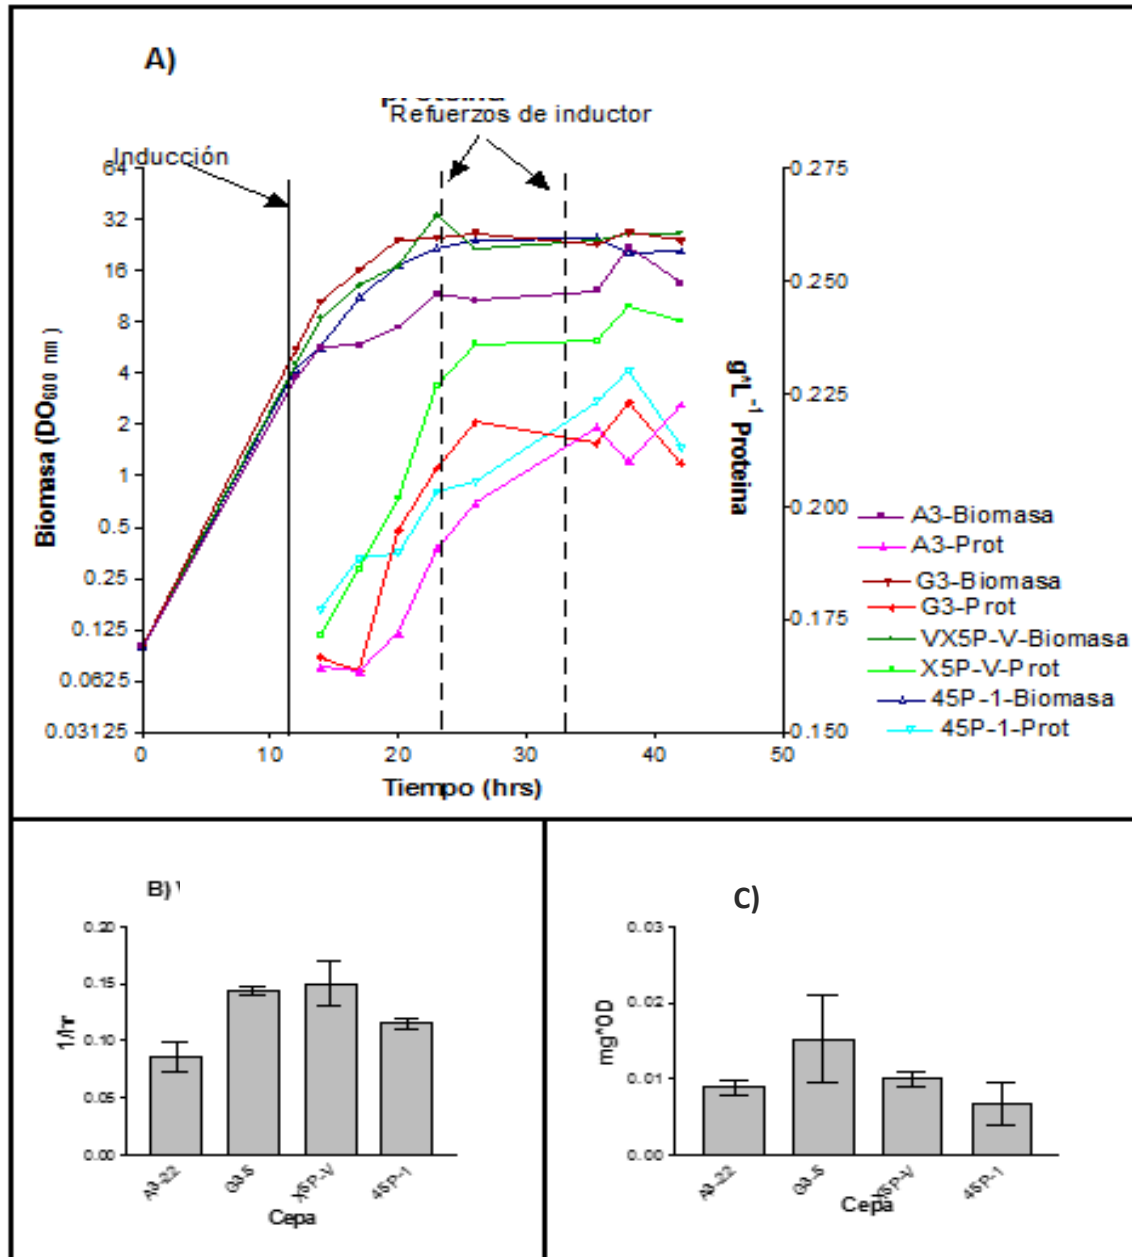 A)
proteina
Refuerzos de inductor
Inducción
64
32
16
8
4
2
1
0.5
0.25
0.125
0.0625
0.03125
Biomasa (DO600 nm)
0.275
0.250
0.225
0.200
0.175
0.150
g*L-1 Proteina
0
10
20
30
40
50
Tiempo (hrs)
A3-Biomasa
A3-Prot
G3-Biomasa
G3-Prot
VX5P-V-Biomasa
X5P-V-Prot
45P-1-Biomasa
45P-1-Prot
B)
0.20
0.15
0.10
0.05
0.00
1/hr
A3-22
G3-5
X5P-V
45P-1
Cepa
C)
0.03
0.02
0.01
0.00
mg*OD
A3-22
G3-5
X5P-V
45P-1
Cepa